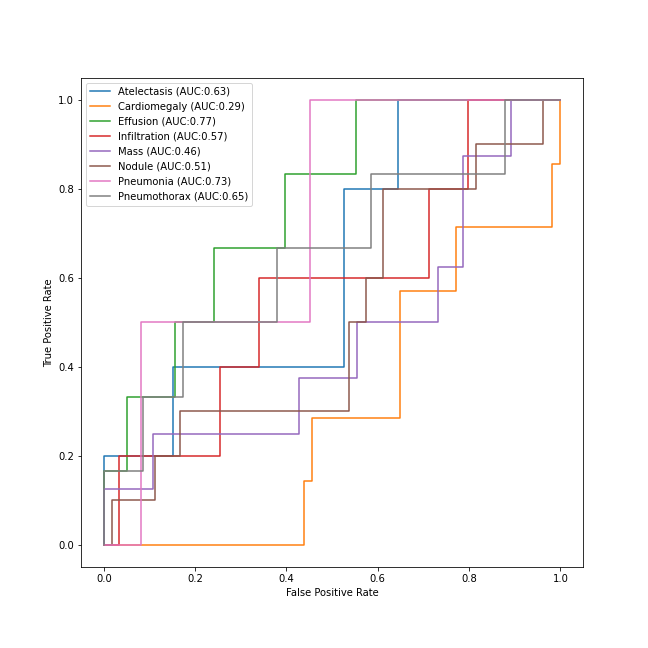 Atelectasis (AUC:0.63)
Cardiomegaly (AUC:0.29)
Effusion (AUC:0.77)
Infiltration (AUC:0.57)
Mass (AUC:0.46)
Nodule (AUC:0.51)
Pneumonia (AUC:0.73)
Pneumothorax (AUC:0.65)
1.0
0.8
0.6
0.4
0.2
0.0
True Positive Rate
0.0 0.2 0.4 0.6 0.8 1.0
False Positive Rate